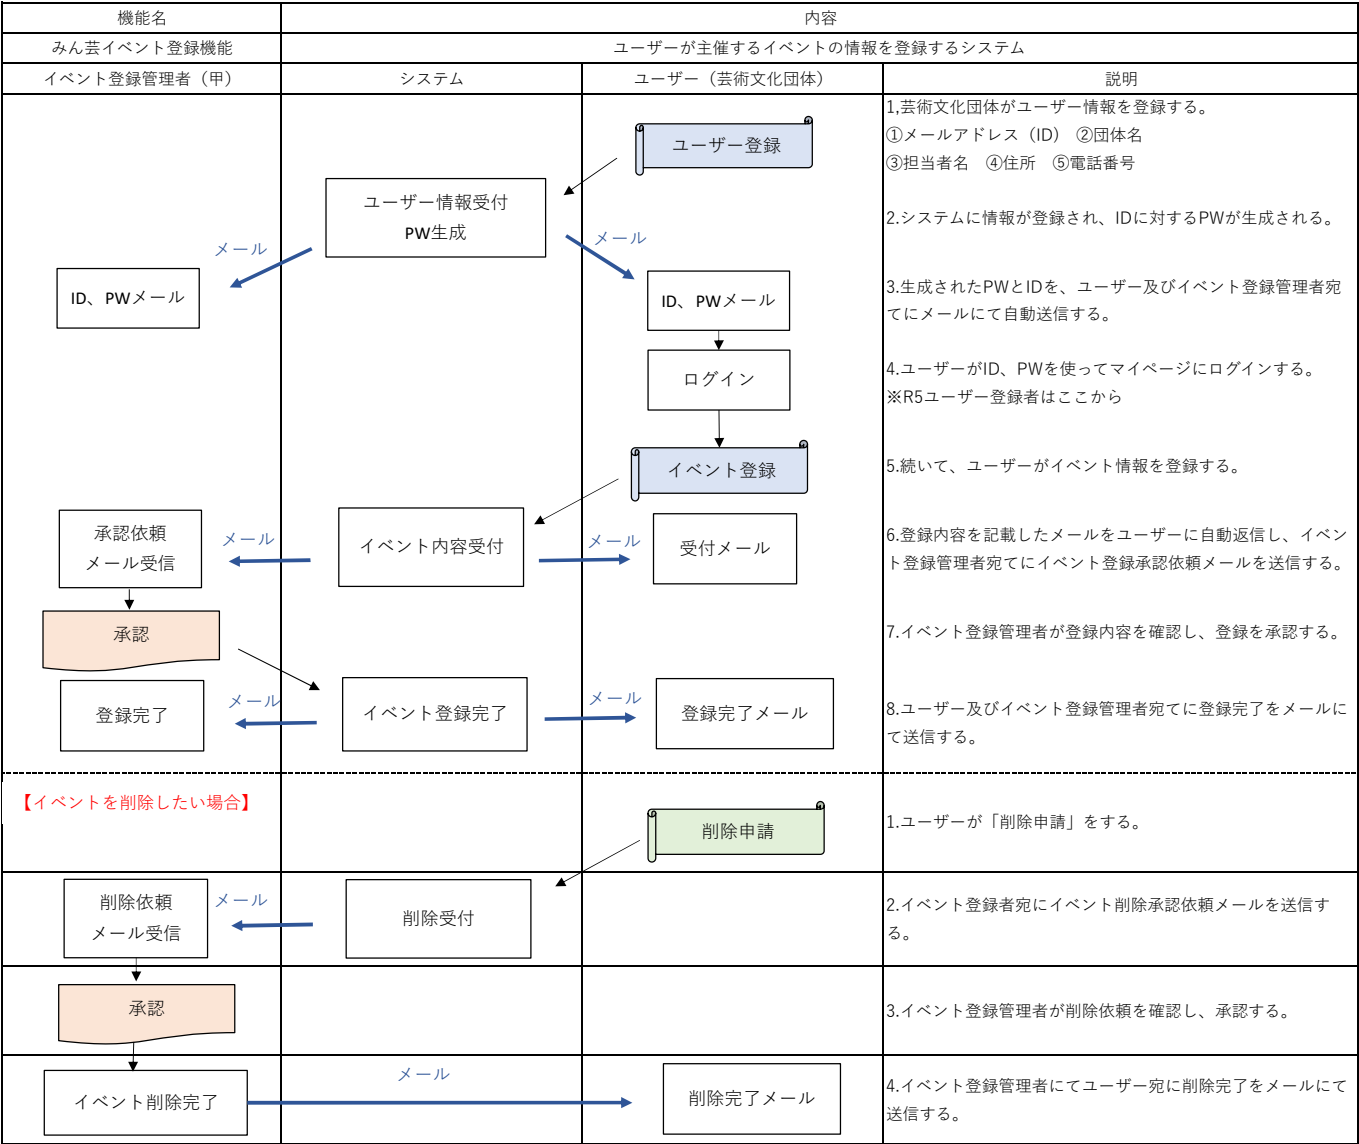 機能名
内容
みん芸イベント登録機能
ユーザーが主催するイベントの情報を登録するシステム
イベント登録管理者（甲）
システム
ユーザー（芸術文化団体）
説明
ユーザー登録
1,芸術文化団体がユーザー情報を登録する。
①メールアドレス（ID）　②団体名
③担当者名　④住所　⑤電話番号
ユーザー情報受付
PW生成
2.システムに情報が登録され、IDに対するPWが生成される。
メール
メール
ID、PWメール
ID、PWメール
3.生成されたPWとIDを、ユーザー及びイベント登録管理者宛
てにメールにて自動送信する。
ログイン
4.ユーザーがID、PWを使ってマイページにログインする。
※R5ユーザー登録者はここから
イベント登録
5.続いて、ユーザーがイベント情報を登録する。
承認依頼
メール受信
メール
イベント内容受付
メール
受付メール
6.登録内容を記載したメールをユーザーに自動返信し、イベン
ト登録管理者宛てにイベント登録承認依頼メールを送信する。
承認
7.イベント登録管理者が登録内容を確認し、登録を承認する。
登録完了
メール
イベント登録完了
メール
登録完了メール
8.ユーザー及びイベント登録管理者宛てに登録完了をメールに
て送信する。
【イベントを削除したい場合】
削除申請
1.ユーザーが「削除申請」をする。
削除依頼
メール受信
メール
削除受付
2.イベント登録者宛にイベント削除承認依頼メールを送信す
る。
承認
3.イベント登録管理者が削除依頼を確認し、承認する。
イベント削除完了
メール
削除完了メール
4.イベント登録管理者にてユーザー宛に削除完了をメールにて
送信する。